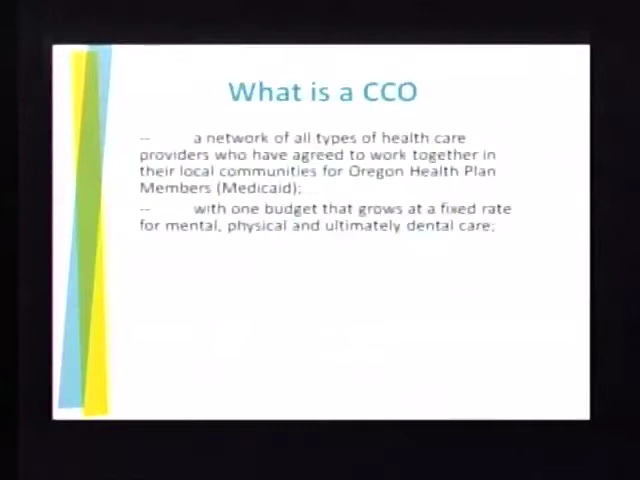 What is a CCO
-- a network of all types of health care
providers who have agreed to work together in
their local communities for Oregon Health Plan
Members (Medicaid);
-- with one budget that grows at a fixed rate
for mental, physical and ultimately dental care;